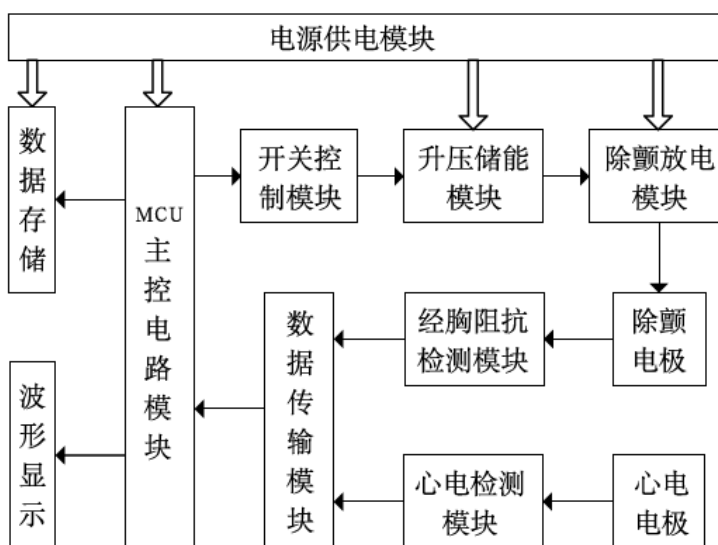 电源供电模块
数据存储
MCU
主控电路模块
开关控
制模块
升压储能
模块
除颤放电
模块
波形显示
数据传输模块
经胸阻抗
检测模块
除颤
电极
心电检测
模块
心电
电极